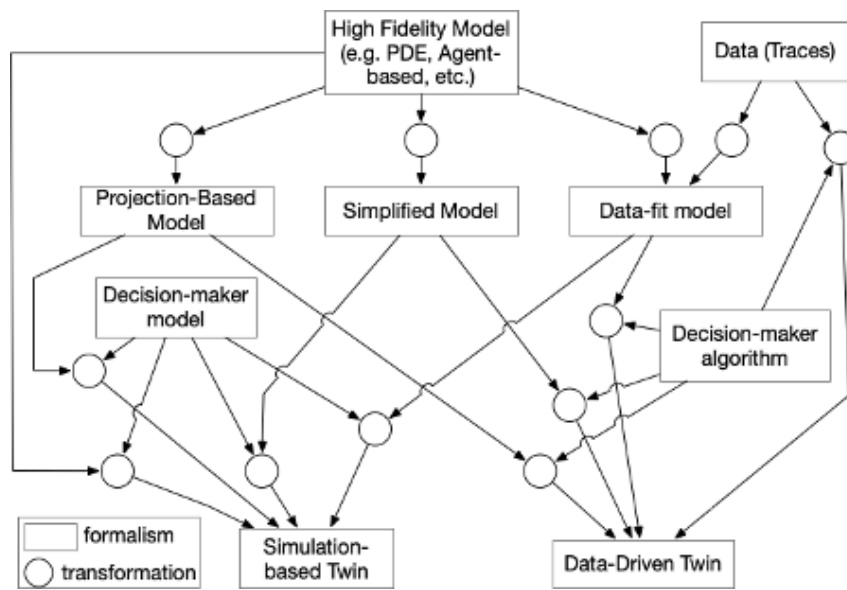 High Fidelity Model
(e.g. PDE, Agent-
based, etc.)
Data (Traces)
Projection-Based
Model
Simplified Model
Data-fit model
Decision-maker
model
Decision-maker
algorithm
formalism
transformation
Simulation-
based Twin
Data-Driven Twin